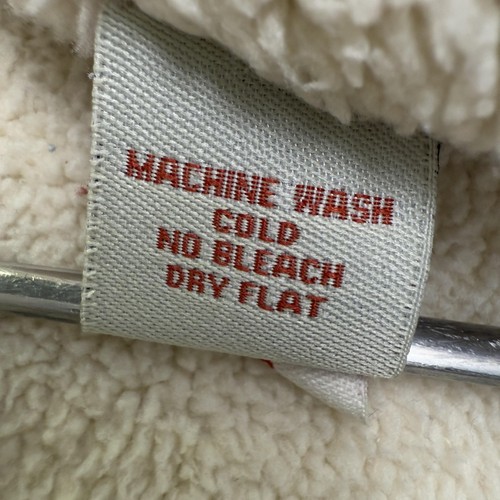 MACHINE WASH
COLD
NO BLEACH
DRY FLAT